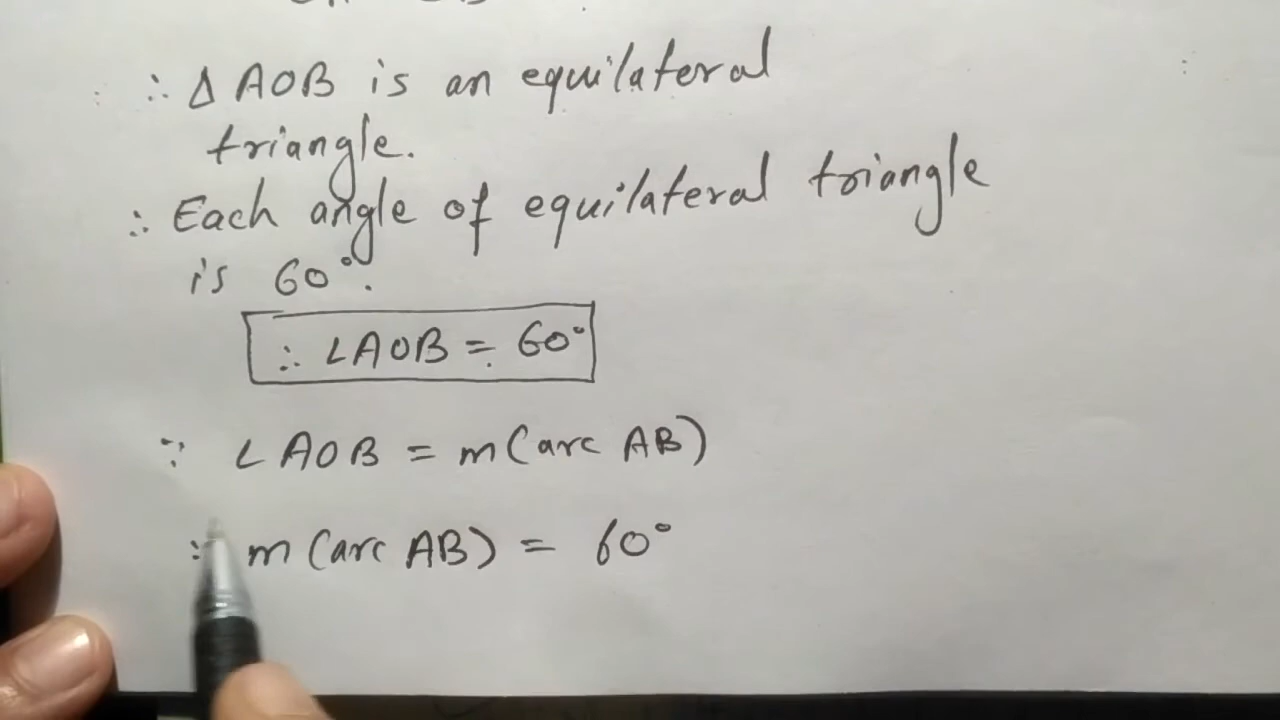 ∴ Δ AOB is an equilateral
triangle.
∴ Each angle of equilateral triangle
is 60°.
∴ ∠AOB = 60°
∵ ∠AOB = m(arc AB)
∴ m(arc AB) = 60°